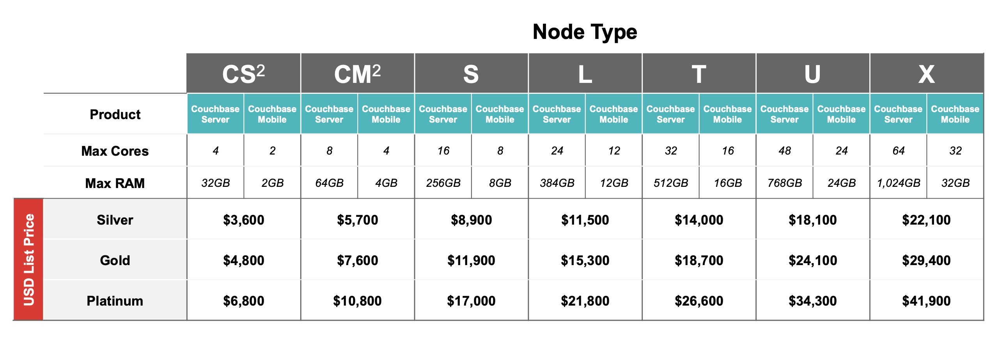 Node Type
CS2 CM2 S L T U X
Product Couchbase Server Couchbase Mobile Couchbase Server Couchbase Mobile Couchbase Server Couchbase Mobile Couchbase Server Couchbase Mobile Couchbase Server Couchbase Mobile Couchbase Server Couchbase Mobile Couchbase Server Couchbase Mobile
Max Cores 4 2 8 4 16 8 24 12 32 16 48 24 64 32
Max RAM 32GB 2GB 64GB 4GB 256GB 8GB 384GB 12GB 512GB 16GB 768GB 24GB 1,024GB 32GB
USD List Price
Silver $3,600 $5,700 $8,900 $11,500 $14,000 $18,100 $22,100
Gold $4,800 $7,600 $11,900 $15,300 $18,700 $24,100 $29,400
Platinum $6,800 $10,800 $17,000 $21,800 $26,600 $34,300 $41,900